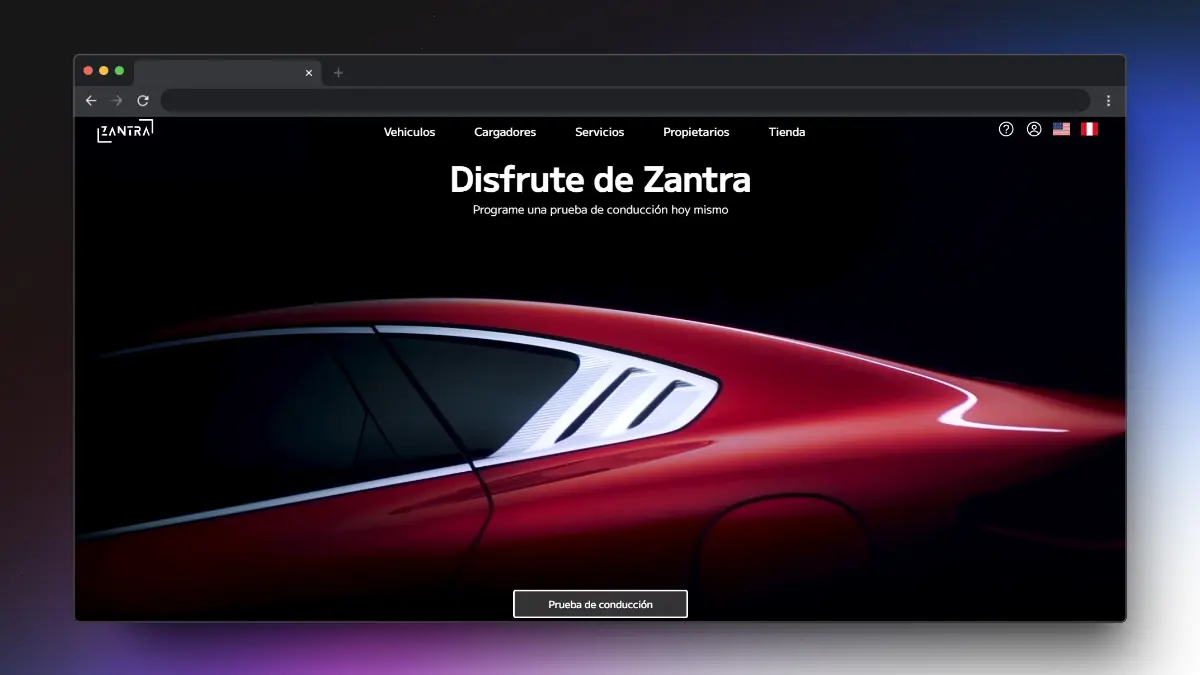 ZANTRA
Vehiculos Cargadores Servicios Propietarios Tienda
Disfrute de Zantra
Programe una prueba de conducción hoy mismo
Prueba de conducción